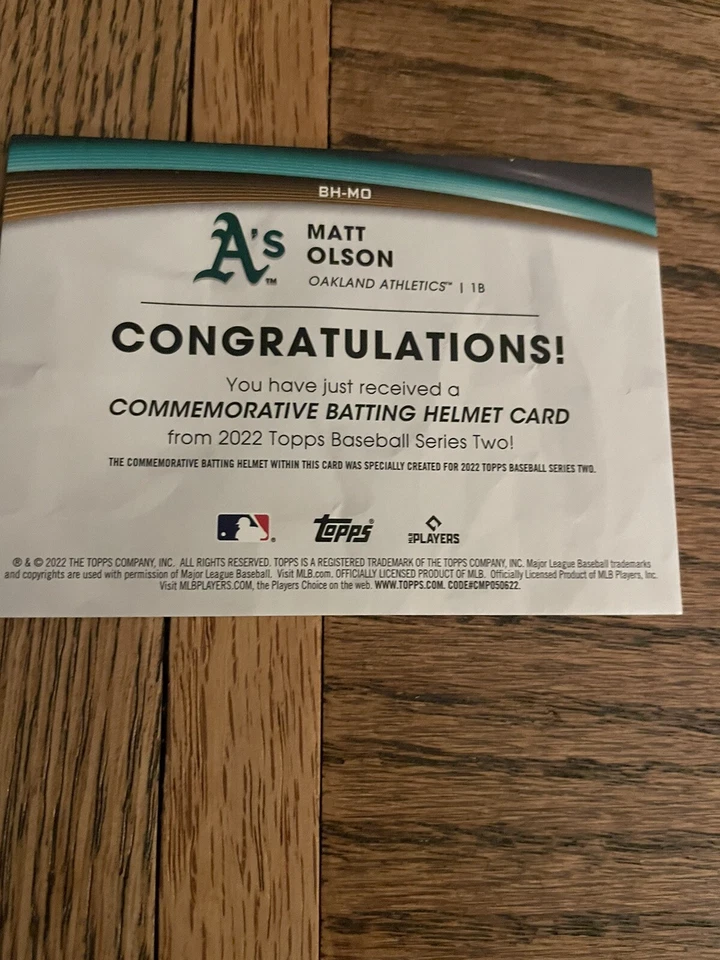 BH-MO
A's™
MATT
OLSON
OAKLAND ATHLETICS™ | 1B
CONGRATULATIONS!
You have just received a
COMMEMORATIVE BATTING HELMET CARD
from 2022 Topps Baseball Series Two!
THE COMMEMORATIVE BATTING HELMET WITHIN THIS CARD WAS SPECIALLY CREATED FOR 2022 TOPPS BASEBALL SERIES TWO.
topps® PLAYERS
® & © 2022 THE TOPPS COMPANY, INC. ALL RIGHTS RESERVED. TOPPS IS A REGISTERED TRADEMARK OF THE TOPPS COMPANY, INC. Major League Baseball trademarks
and copyrights are used with permission of Major League Baseball. Visit MLB.com. OFFICIALLY LICENSED PRODUCT OF MLB. Officially Licensed Product of MLB Players, Inc.
Visit MLBPLAYERS.COM, the Players Choice on the web. WWW.TOPPS.COM. CODE#CMP050622.